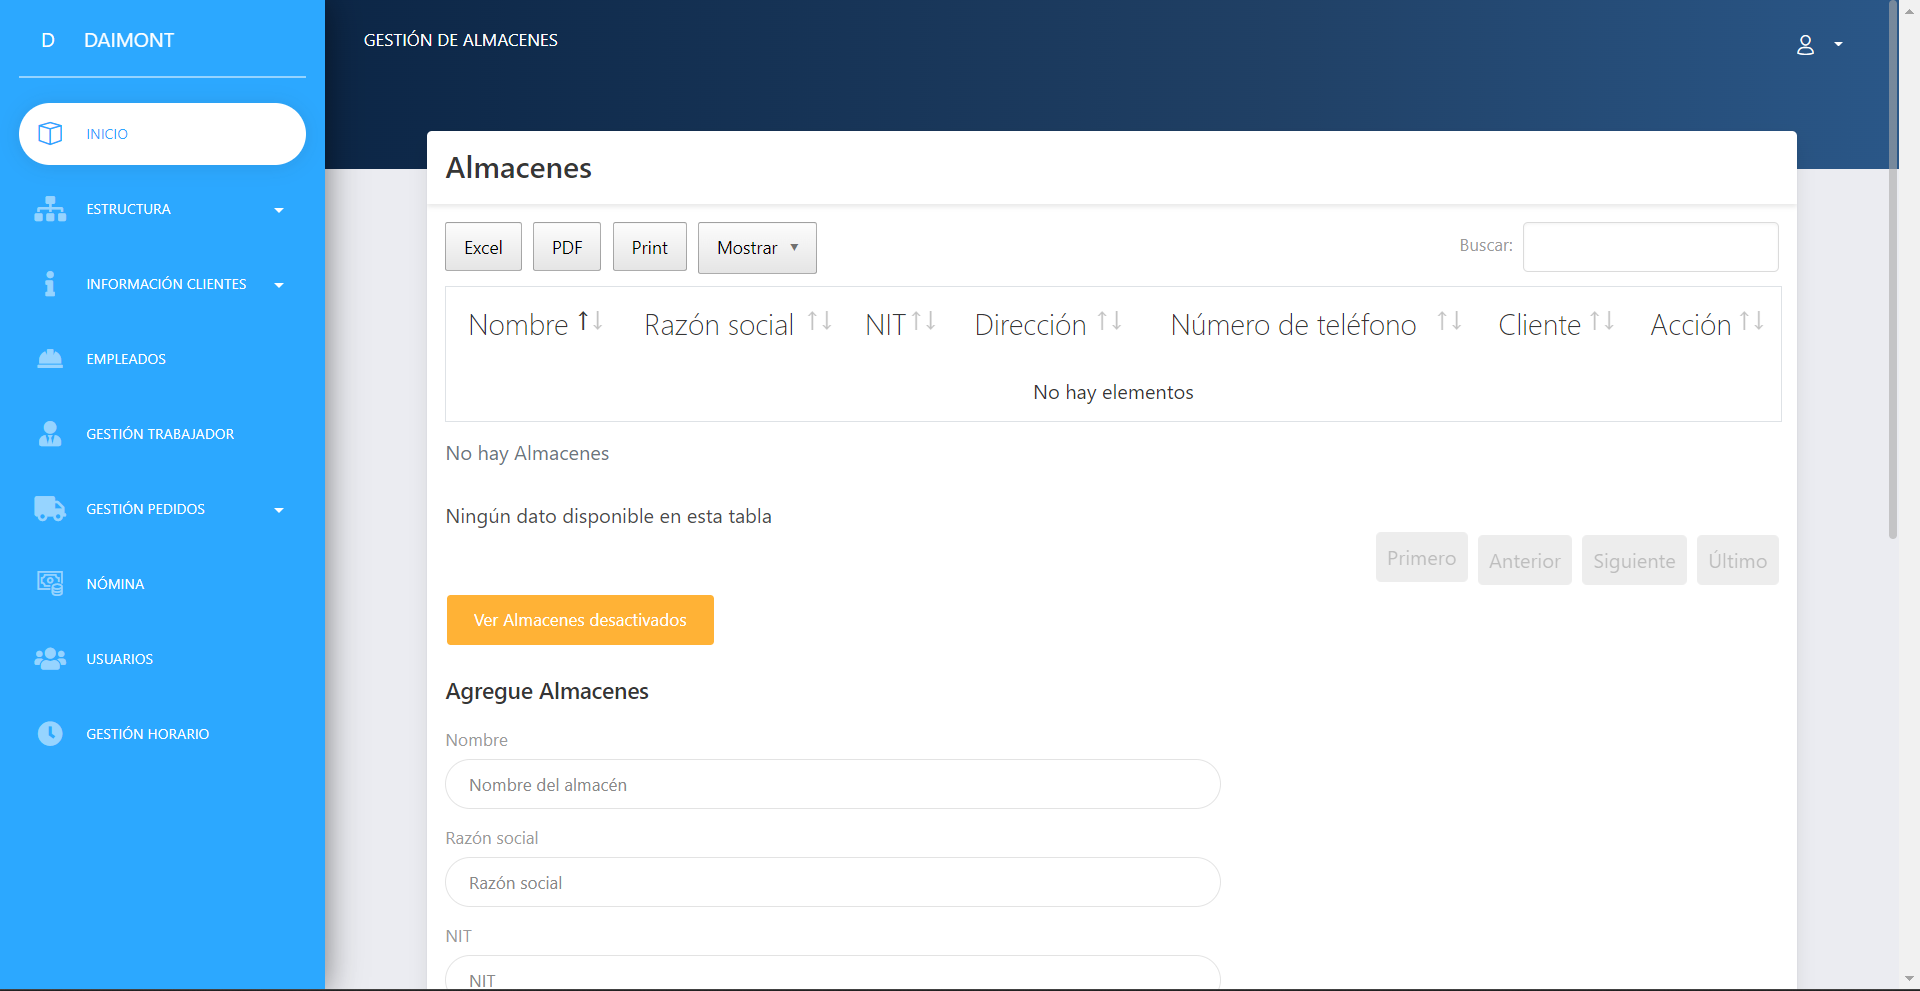 D DAIMONT
INICIO
ESTRUCTURA
INFORMACIÓN CLIENTES
EMPLEADOS
GESTIÓN TRABAJADOR
GESTIÓN PEDIDOS
NÓMINA
USUARIOS
GESTIÓN HORARIO
GESTIÓN DE ALMACENES
Almacenes
Excel PDF Print Mostrar Buscar:
Nombre Razón social NIT Dirección Número de teléfono Cliente Acción
No hay elementos
No hay Almacenes
Ningún dato disponible en esta tabla
Primero Anterior Siguiente Último
Ver Almacenes desactivados
Agregue Almacenes
Nombre
Nombre del almacén
Razón social
Razón social
NIT
NIT